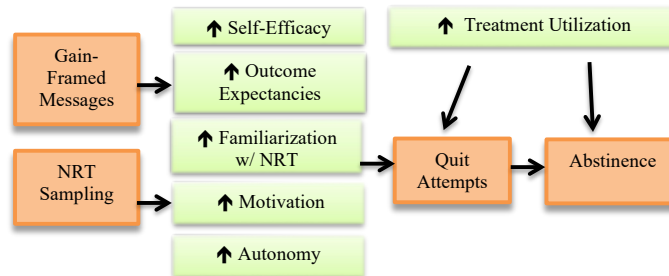 Gain-
Framed
Messages
NRT
Sampling
↑ Self-Efficacy
↑ Outcome
Expectancies
↑ Familiarization
w/ NRT
↑ Motivation
↑ Autonomy
↑ Treatment Utilization
Quit
Attempts
Abstinence